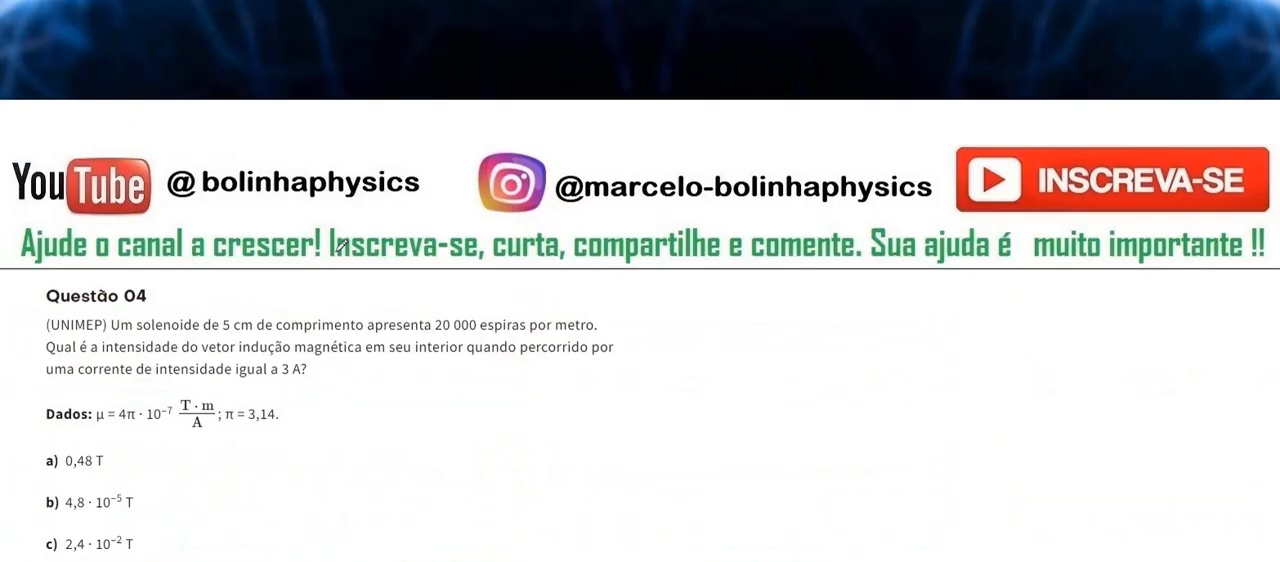 YouTube @bolinhaphysics @marcelo-bolinhaphysics INSCREVA-SE
Ajude o canal a crescer! Inscreva-se, curta, compartilhe e comente. Sua ajuda é muito importante !!
Questão 04
(UNIMEP) Um solenoide de 5 cm de comprimento apresenta 20 000 espiras por metro.
Qual é a intensidade do vetor indução magnética em seu interior quando percorrido por
uma corrente de intensidade igual a 3 A?
Dados: μ = 4π · 10⁻⁷ T · m / A ; π = 3,14.
a) 0,48 T
b) 4,8 · 10⁻⁵ T
c) 2,4 · 10⁻² T